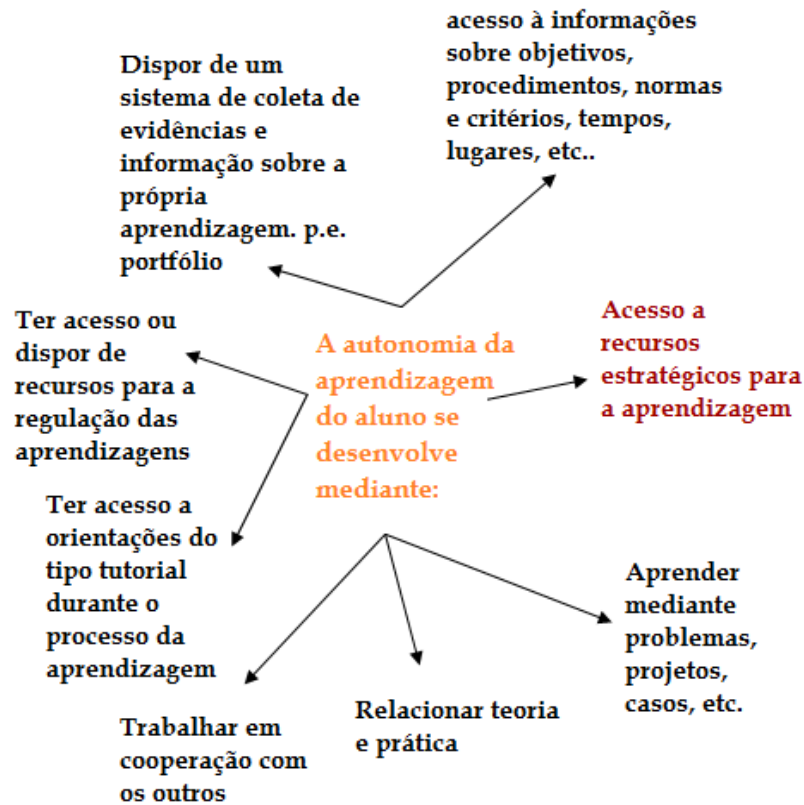 acesso à informações
sobre objetivos,
procedimentos, normas
e critérios, tempos,
lugares, etc..
Dispor de um
sistema de coleta de
evidências e
informação sobre a
própria
aprendizagem. p.e.
portfólio
Ter acesso ou
dispor de
recursos para a
regulação das
aprendizagens
A autonomia da
aprendizagem
do aluno se
desenvolve
mediante:
Acesso a
recursos
estratégicos para
a aprendizagem
Ter acesso a
orientações do
tipo tutorial
durante o
processo da
aprendizagem
Aprender
mediante
problemas,
projetos,
casos, etc.
Trabalhar em
cooperação com
os outros
Relacionar teoria
e prática